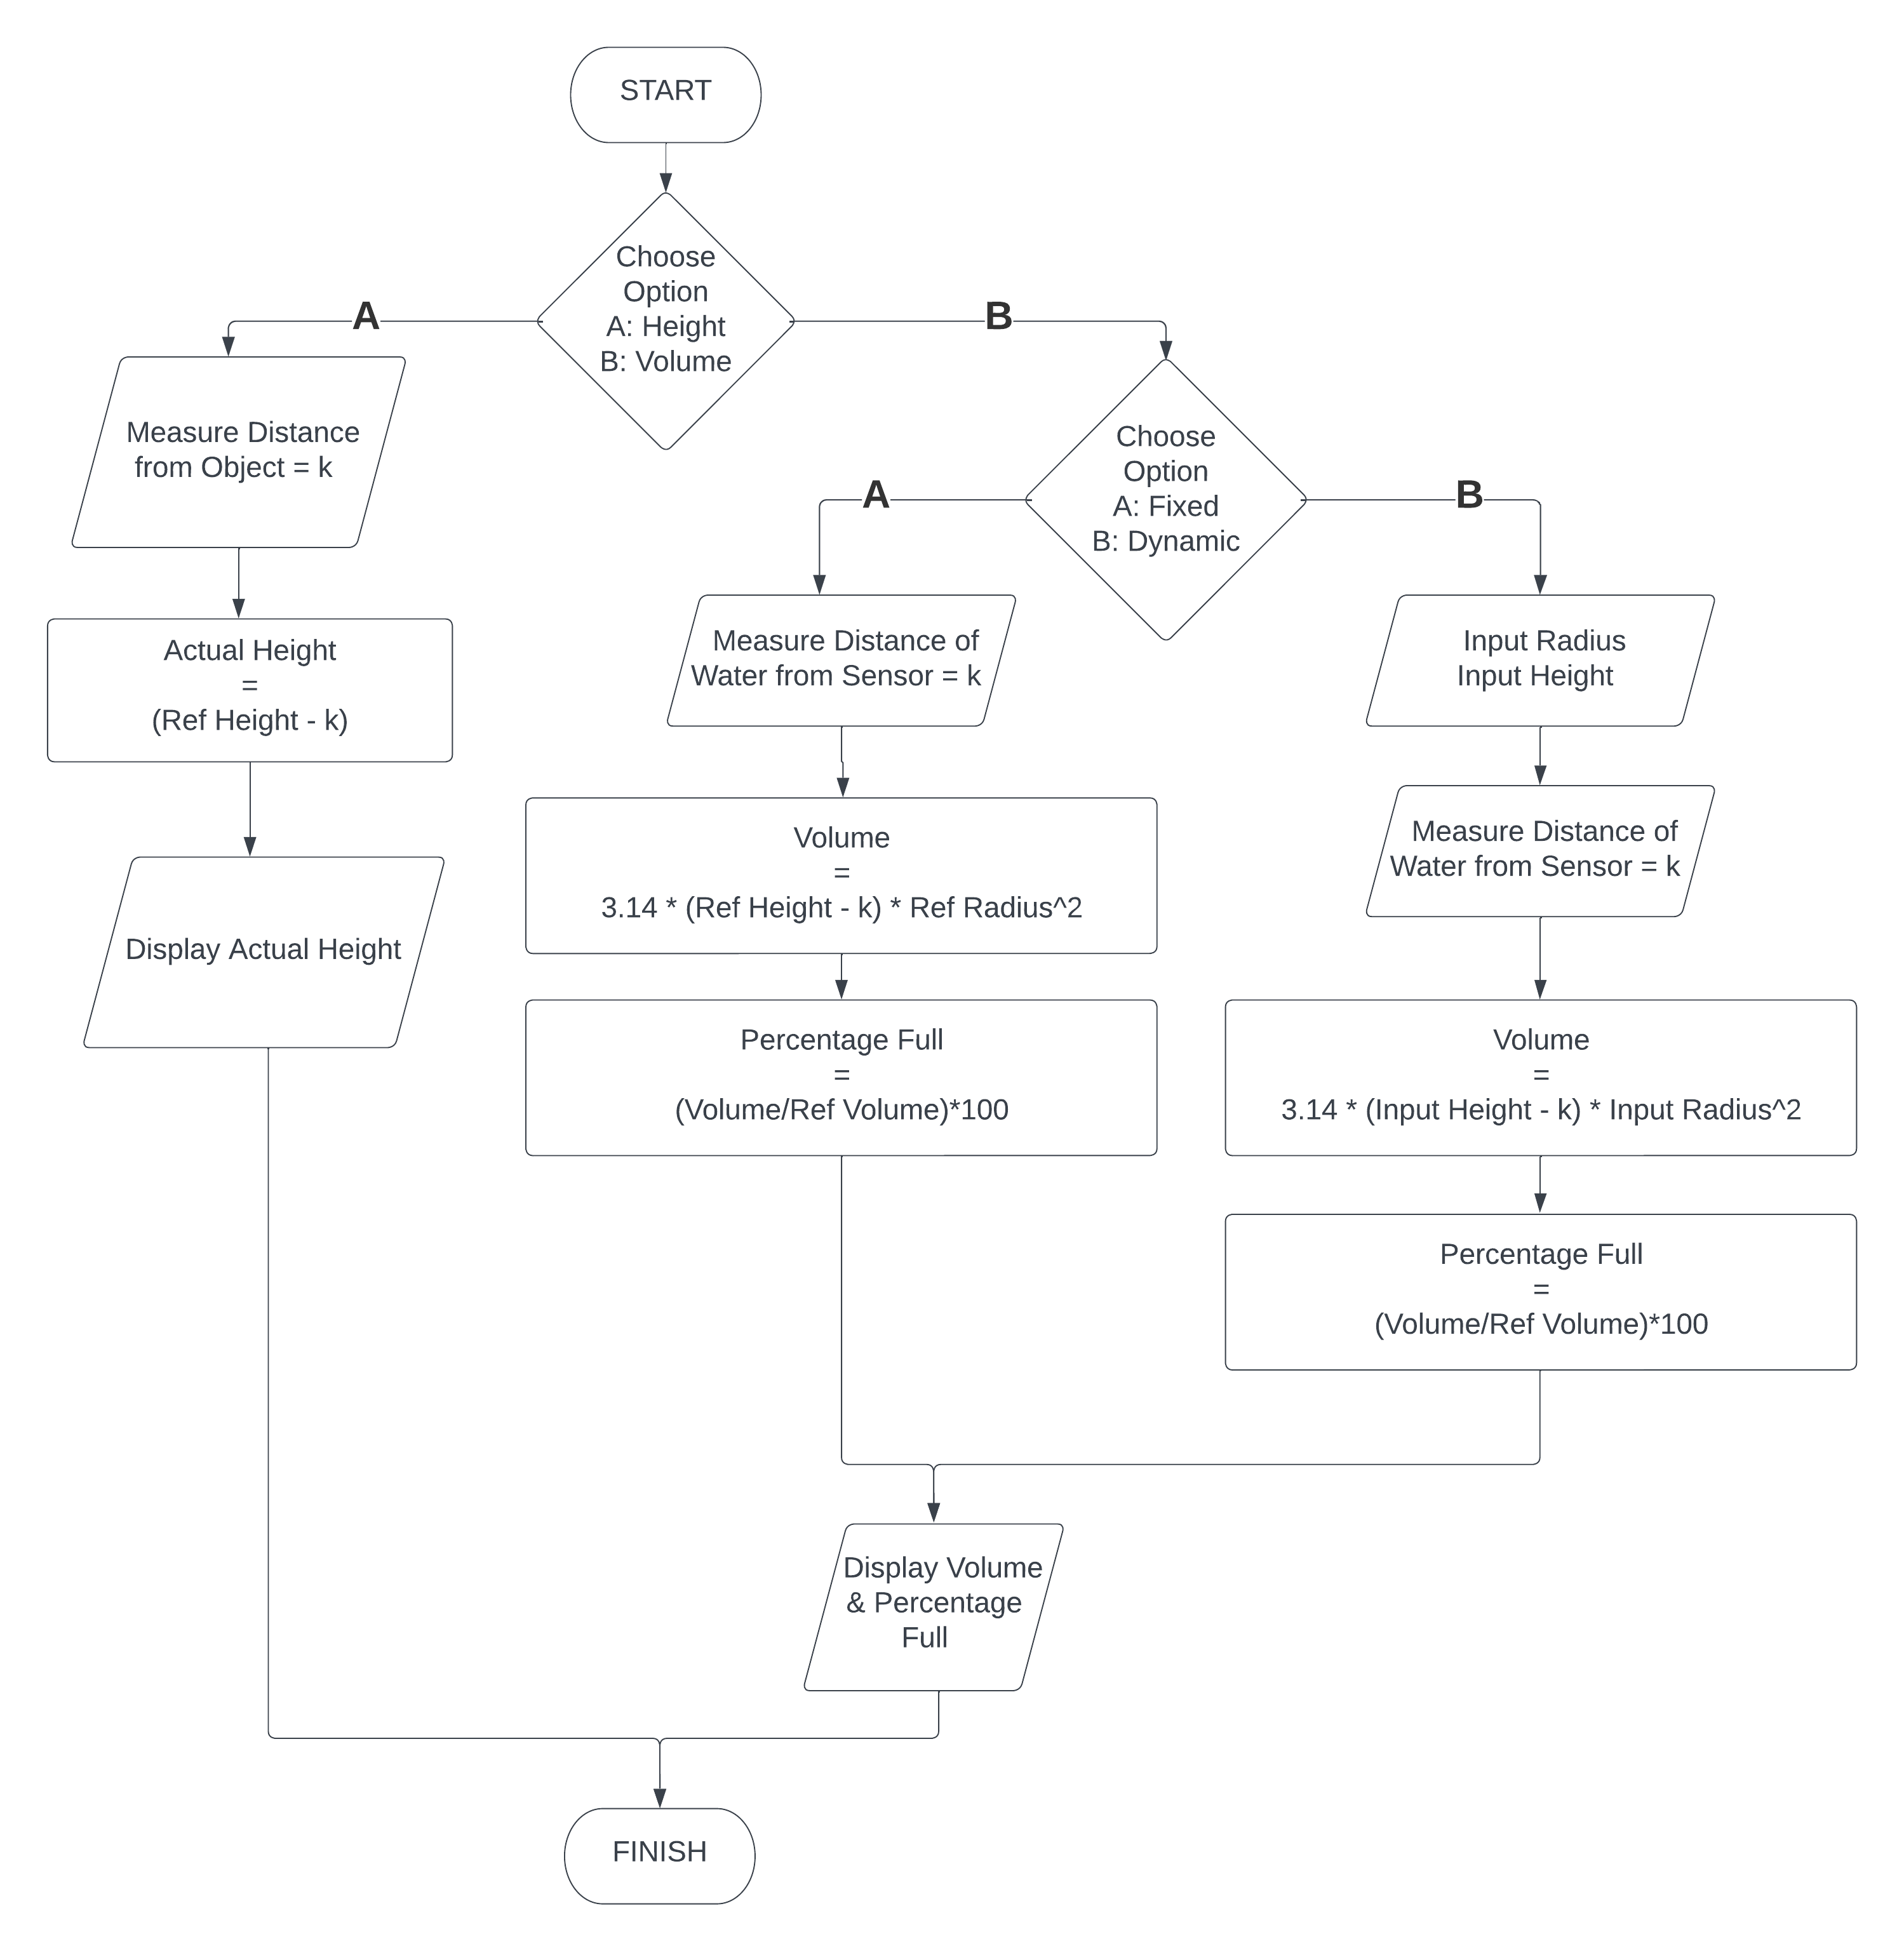 START
Choose
Option
A: Height
B: Volume
A
B
Measure Distance
from Object = k
Actual Height
=
(Ref Height - k)
Display Actual Height
Choose
Option
A: Fixed
B: Dynamic
A
B
Measure Distance of
Water from Sensor = k
Volume
=
3.14 * (Ref Height - k) * Ref Radius^2
Percentage Full
=
(Volume/Ref Volume)*100
Input Radius
Input Height
Measure Distance of
Water from Sensor = k
Volume
=
3.14 * (Input Height - k) * Input Radius^2
Percentage Full
=
(Volume/Ref Volume)*100
Display Volume
& Percentage
Full
FINISH